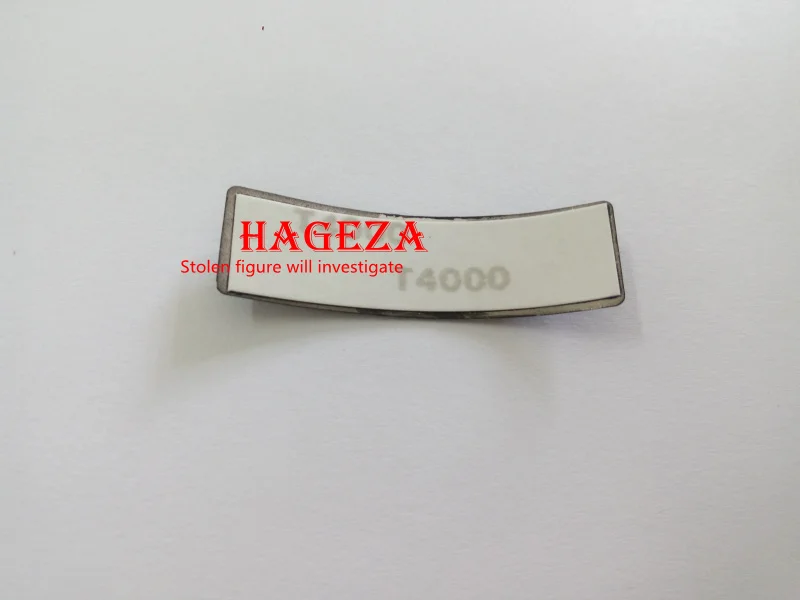 HAGEZA
Stolen figure will investigate
T4000